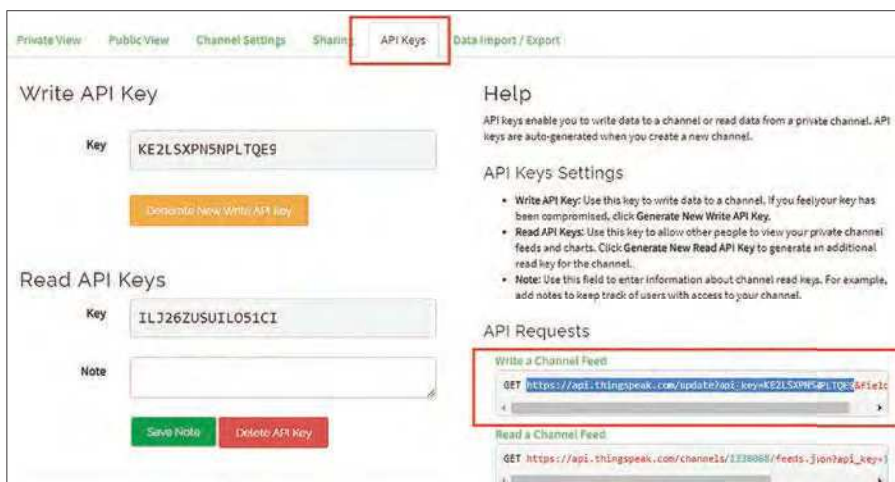 Private View Public View Channel Settings Sharing API Keys Data Import / Export
Write API Key
Key
KE2LSXPN5NPLTQE9
Generate New Write API Key
Read API Keys
Key
ILJ26ZUSUILO51CI
Note
Save Note Delete API Key
Help
API keys enable you to write data to a channel or read data from a private channel. API
keys are auto-generated when you create a new channel.
API Keys Settings
• Write API Key: Use this key to write data to a channel. If you feel your key has
been compromised, click Generate New Write API Key.
• Read API Keys: Use this key to allow other people to view your private channel
feeds and charts. Click Generate New Read API Key to generate an additional
read key for the channel.
• Note: Use this field to enter information about channel read keys. For example,
add notes to keep track of users with access to your channel.
API Requests
Write a Channel Feed
GET https://api.thingspeak.com/update?api_key=KE2LSXPN5NPLTQE9&fiel
Read a Channel Feed
GET https://api.thingspeak.com/channels/1338068/feeds.json?api_key=I